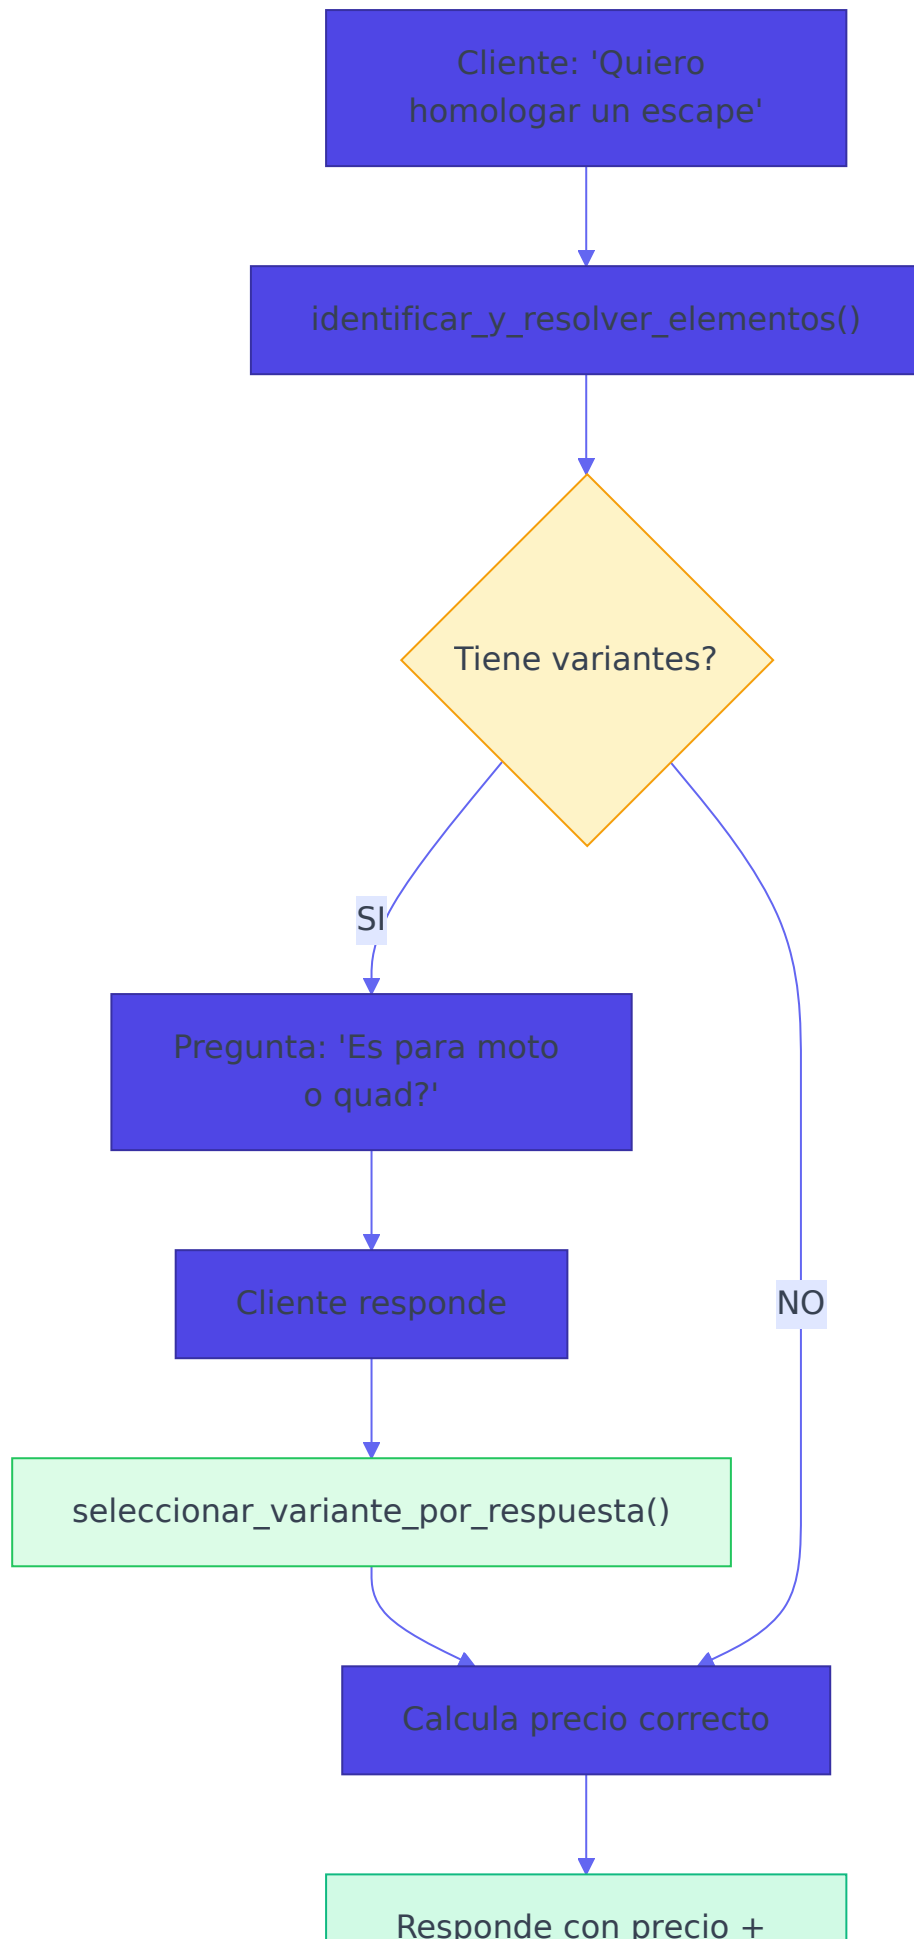 Cliente: 'Quiero
homologar un escape'
identificar_y_resolver_elementos()
Tiene variantes?
SI
Pregunta: 'Es para moto
o quad?'
Cliente responde
NO
seleccionar_variante_por_respuesta()
Calcula precio correcto
Responde con precio +